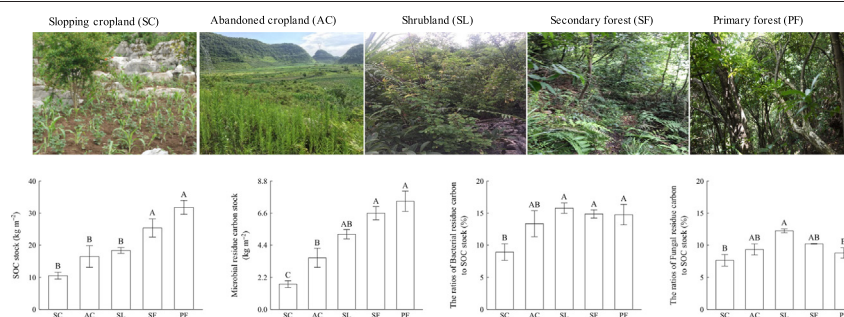 Slopping cropland (SC) Abandoned cropland (AC) Shrubland (SL) Secondary forest (SF) Primary forest (PF)
SOC stock (kg m⁻²)
40
30
20
10
0
B
B
B
A
A
SC AC SL SF PF
Microbial residue carbon stock
(kg m⁻²)
8.8
6.6
4.4
2.2
0.0
C
B
AB
A
A
SC AC SL SF PF
The ratios of Bacterial residue carbon
to SOC stock (%)
20
15
10
5
0
B
AB
A
A
A
SC AC SL SF PF
The ratios of Fungal residue carbon
to SOC stock (%)
20
15
10
5
0
B
AB
A
AB
SC AC SL SF PF